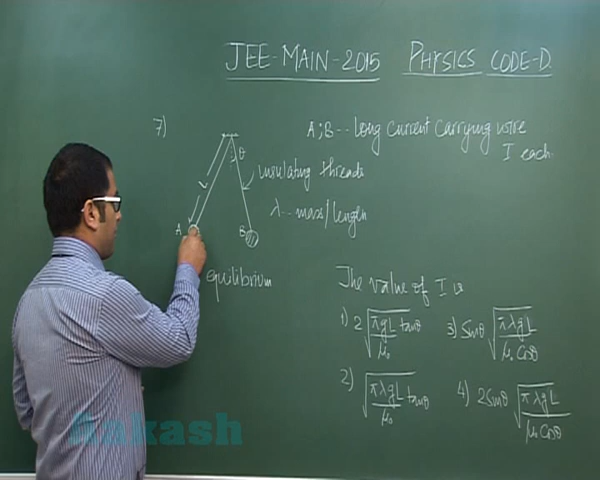 JEE-MAIN-2015 PHYSICS CODE-D
7)
A;B-- Long current carrying wire
I each
θ
insulating threads
L
λ-- mass/length
A B
equilibrium
The value of I is
1) 2√(πgL/μ₀ tanθ)
3) Sinθ√(πλgL/μ₀ Cosθ)
2) √(πλgL/μ₀ tanθ)
4) 2Sinθ√(πλgL/μ₀ Cosθ)
aakash